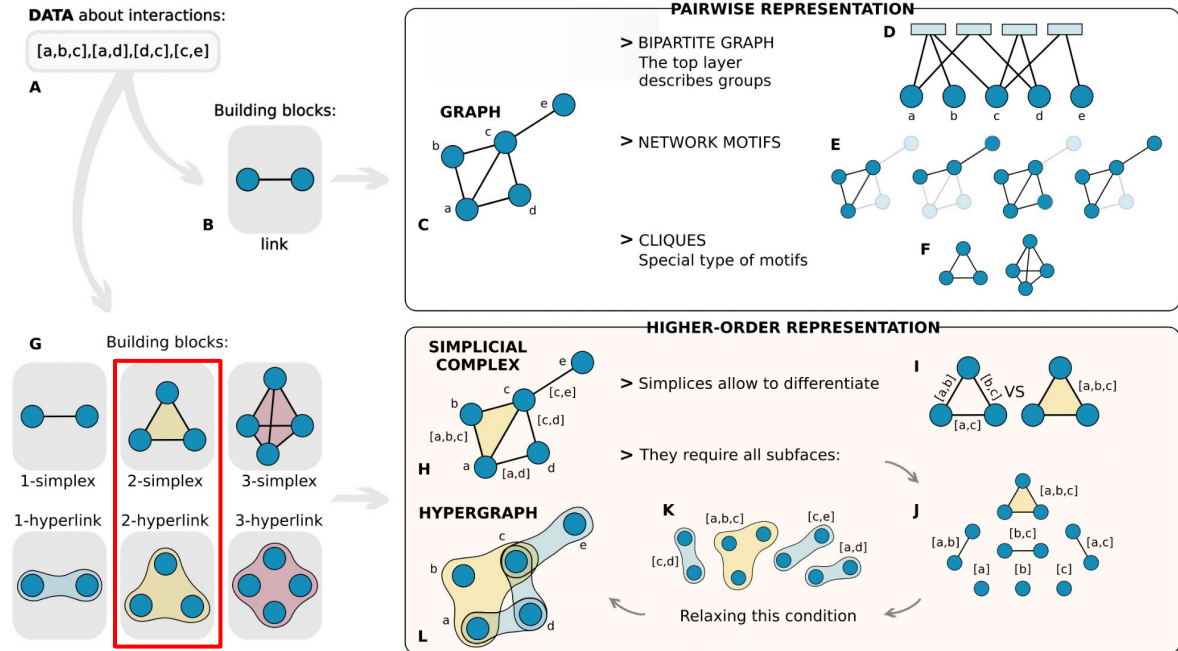 DATA about interactions:
[a,b,c],[a,d],[d,c],[c,e]
A
Building blocks:
B
link
PAIRWISE REPRESENTATION
GRAPH
e
c
b
a
d
C
> BIPARTITE GRAPH
The top layer
describes groups
D
a b c d e
> NETWORK MOTIFS
E
> CLIQUES
Special type of motifs
F
G
Building blocks:
1-simplex 2-simplex 3-simplex
1-hyperlink 2-hyperlink 3-hyperlink
HIGHER-ORDER REPRESENTATION
SIMPLICIAL
COMPLEX
e
c
[c,e]
b
[c,d]
[a,b,c]
a
[a,d]
d
H
> Simplices allow to differentiate
I
[a,b] [b,c] VS [a,b,c]
[a,c]
> They require all subfaces:
J
[a,b,c]
[a,b] [b,c] [a,c]
[a] [b] [c]
HYPERGRAPH
c
e
b
a
d
L
K
[a,b,c] [c,e]
[c,d] [a,d]
Relaxing this condition